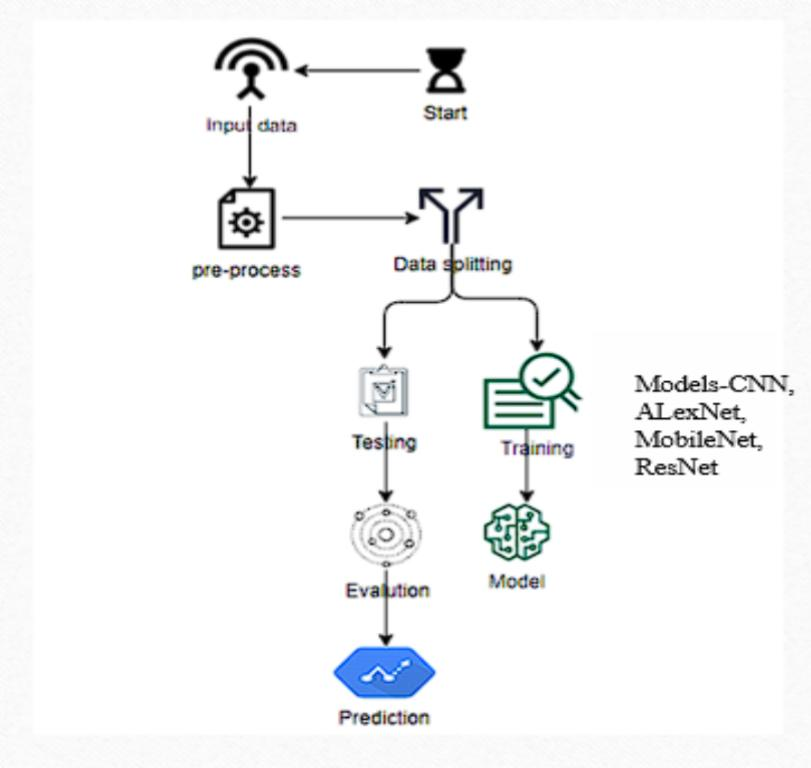 Start
Input data
pre-process
Data splitting
Testing
Training
Models-CNN,
ALexNet,
MobileNet,
ResNet
Evalution
Model
Prediction